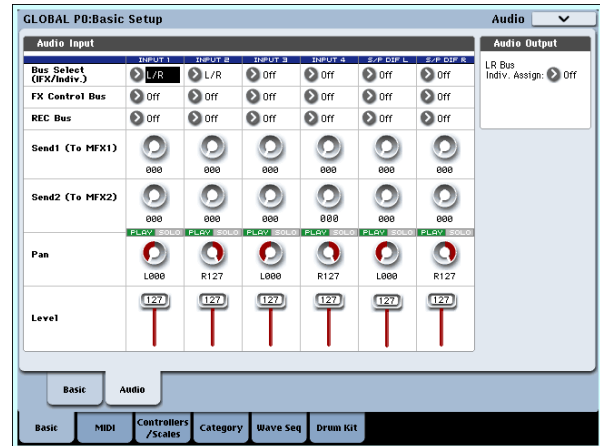 GLOBAL P0:Basic Setup Audio
Audio Input Audio Output
INPUT 1 INPUT 2 INPUT 3 INPUT 4 S/P DIF L S/P DIF R
Bus Select (IFX/Indiv.) L/R L/R Off Off Off Off
LR Bus
Indiv. Assign: Off
FX Control Bus Off Off Off Off Off Off
REC Bus Off Off Off Off Off Off
Send1 (To MFX1)
000 000 000 000 000 000
Send2 (To MFX2)
000 000 000 000 000 000
PLAY SOLO PLAY SOLO PLAY SOLO PLAY SOLO PLAY SOLO PLAY SOLO
Pan
L000 R127 L000 R127 L000 R127
Level 127 127 127 127 127 127
Basic Audio
Basic MIDI Controllers /Scales Category Wave Seq Drum Kit